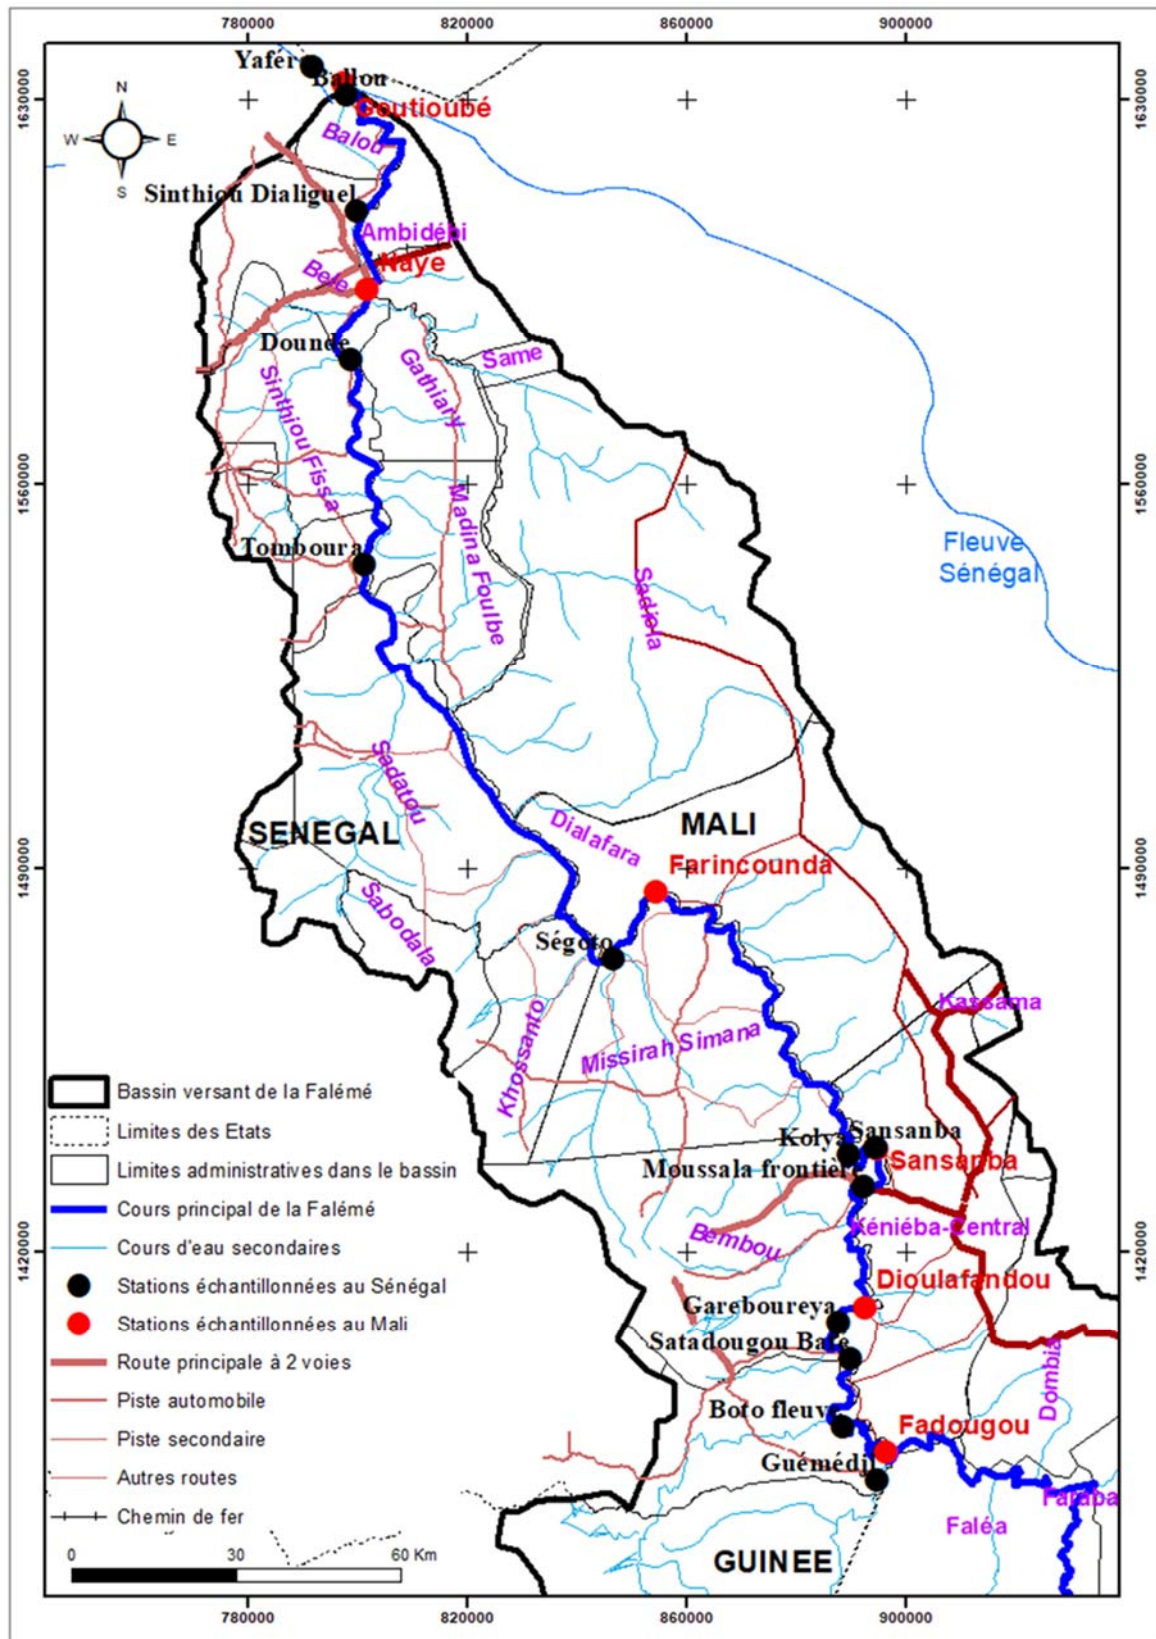 780000
820000
860000
900000
1630000
1630000
Yafér
Ballou
Goutioubé
N
W
E
S
Balou
Sinthiou Dialiguel
Ambidébi
Naye
Bele
Dounde
Same
Gathiary
Sinthiou Fissa
1560000
1560000
Madina Foulbe
Tomboura
Fleuve
Sénégal
Sadiola
Sadatou
SENEGAL
Dialafara
MALI
Farincounda
1490000
1490000
Sabodala
Ségoto
Kassama
Khossanto
Missirah Simana
Bassin versant de la Falémé
Limites des Etats
Limites administratives dans le bassin
Cours principal de la Falémé
Cours d'eau secondaires
Stations échantillonnées au Sénégal
Stations échantillonnées au Mali
Route principale à 2 voies
Piste automobile
Piste secondaire
Autres routes
Chemin de fer
0
30
60 Km
Kolya
Sansanba
Sansanba
Moussala frontière
Kéniéba-Central
Bembou
1420000
1420000
Dioulafandou
Gareboureya
Satadougou Bafe
Dombia
Boto fleuve
Fadougou
Guémédji
Faraba
Faléa
GUINEE
780000
820000
860000
900000